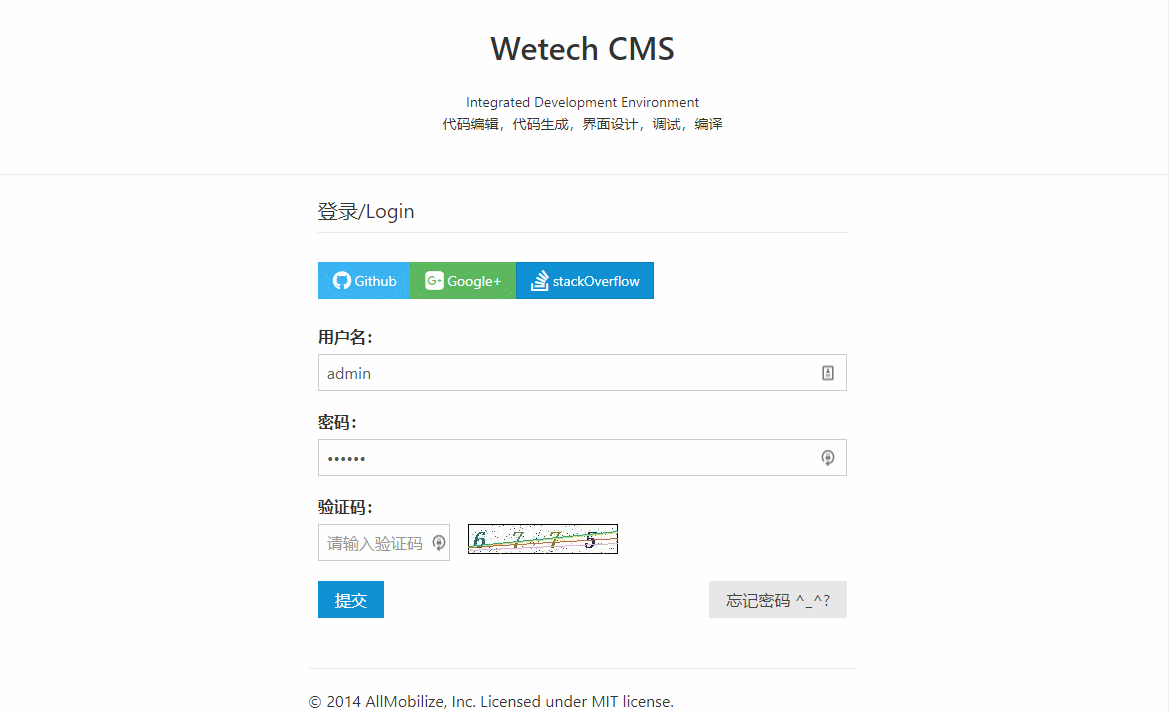 Wetech CMS
Integrated Development Environment
代码编辑，代码生成，界面设计，调试，编译
登录/Login
Github G+ Google+ stackOverflow
用户名：
admin
密码：
••••••
验证码：
请输入验证码 6 7 7 5
提交 忘记密码 ^_^?
© 2014 AllMobilize, Inc. Licensed under MIT license.